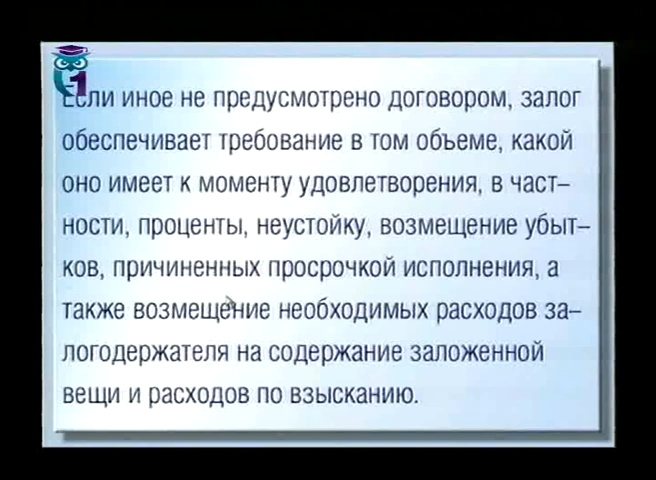 Если иное не предусмотрено договором, залог
обеспечивает требование в том объеме, какой
оно имеет к моменту удовлетворения, в част–
ности, проценты, неустойку, возмещение убыт–
ков, причиненных просрочкой исполнения, а
также возмещение необходимых расходов за–
логодержателя на содержание заложенной
вещи и расходов по взысканию.
1